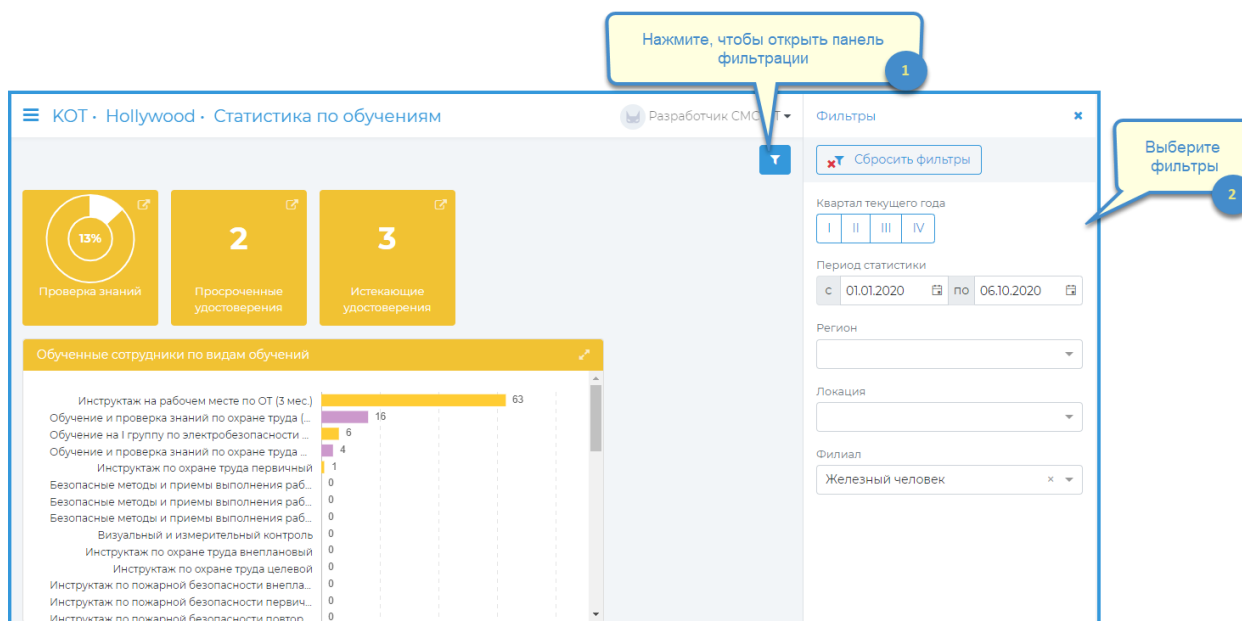 Нажмите, чтобы открыть панель
фильтрации
1
КОТ · Hollywood · Статистика по обучениям
Разработчик СМ
Т
Фильтры
Сбросить фильтры
Выберите
фильтры
2
Квартал текущего года
I II III IV
Период статистики
с 01.01.2020 по 06.10.2020
Регион
Локация
Филиал
Железный человек
13%
Проверка знаний
2
Просроченные
удостоверения
3
Истекающие
удостоверения
Обученные сотрудники по видам обучений
Инструктаж на рабочем месте по ОТ (3 мес.) 63
Обучение и проверка знаний по охране труда (... 16
Обучение на I группу по электробезопасности ... 6
Обучение и проверка знаний по охране труда ... 4
Инструктаж по охране труда первичный 1
Безопасные методы и приемы выполнения раб... 0
Безопасные методы и приемы выполнения раб... 0
Безопасные методы и приемы выполнения раб... 0
Визуальный и измерительный контроль 0
Инструктаж по охране труда внеплановый 0
Инструктаж по охране труда целевой 0
Инструктаж по пожарной безопасности внепла... 0
Инструктаж по пожарной безопасности первич... 0
Инструктаж по пожарной безопасности повтор... 0